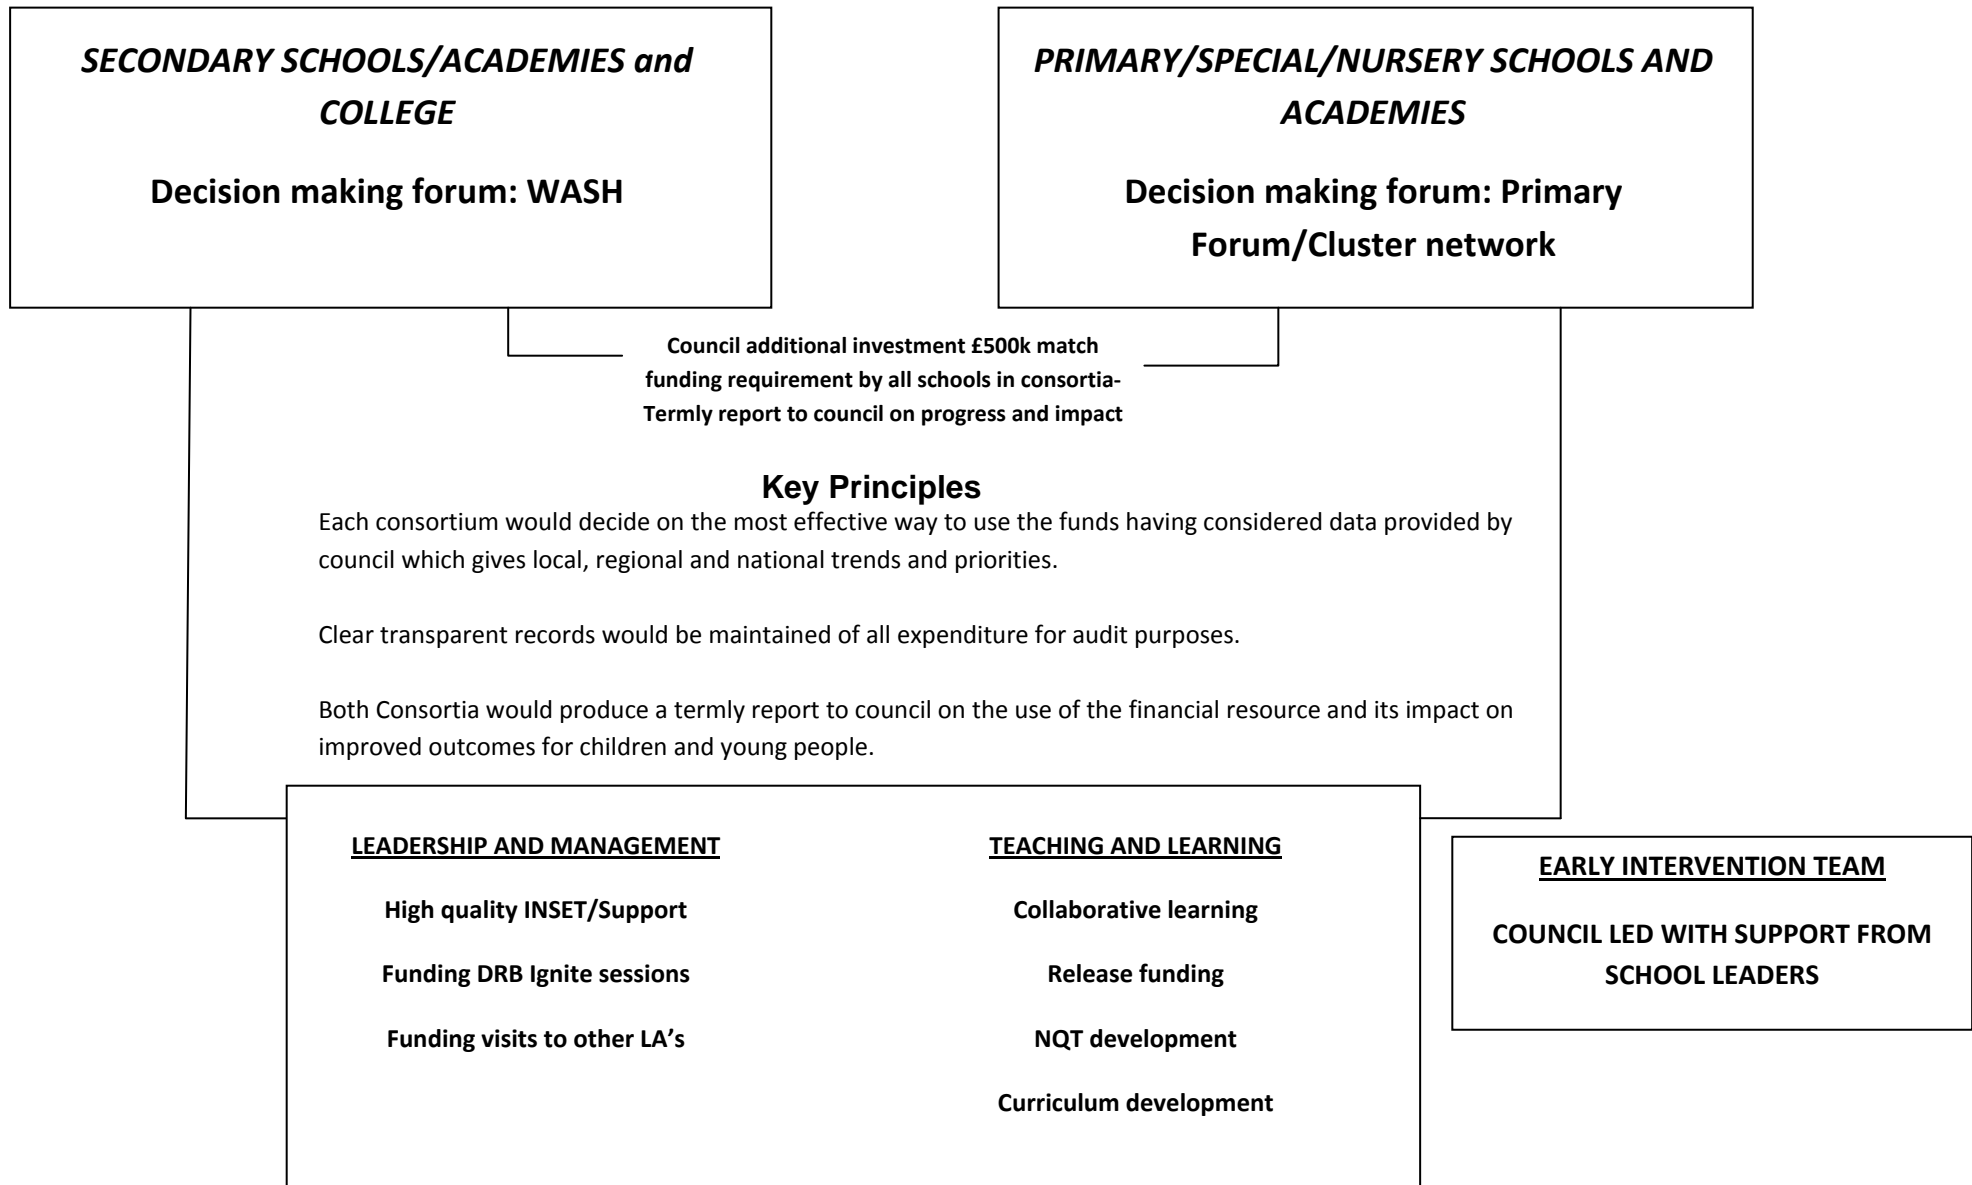 SECONDARY SCHOOLS/ACADEMIES and
COLLEGE
Decision making forum: WASH
PRIMARY/SPECIAL/NURSERY SCHOOLS AND
ACADEMIES
Decision making forum: Primary
Forum/Cluster network
Council additional investment £500k match
funding requirement by all schools in consortia-
Termly report to council on progress and impact
Key Principles
Each consortium would decide on the most effective way to use the funds having considered data provided by
council which gives local, regional and national trends and priorities.
Clear transparent records would be maintained of all expenditure for audit purposes.
Both Consortia would produce a termly report to council on the use of the financial resource and its impact on
improved outcomes for children and young people.
LEADERSHIP AND MANAGEMENT
High quality INSET/Support
Funding DRB Ignite sessions
Funding visits to other LA’s
TEACHING AND LEARNING
Collaborative learning
Release funding
NQT development
Curriculum development
EARLY INTERVENTION TEAM
COUNCIL LED WITH SUPPORT FROM
SCHOOL LEADERS